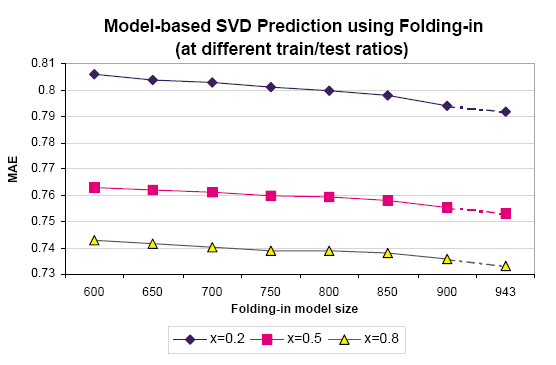 Model-based SVD Prediction using Folding-in
(at different train/test ratios)
0.81
0.8
0.79
0.78
0.77
0.76
0.75
0.74
0.73
MAE
600 650 700 750 800 850 900 943
Folding-in model size
x=0.2 x=0.5 x=0.8